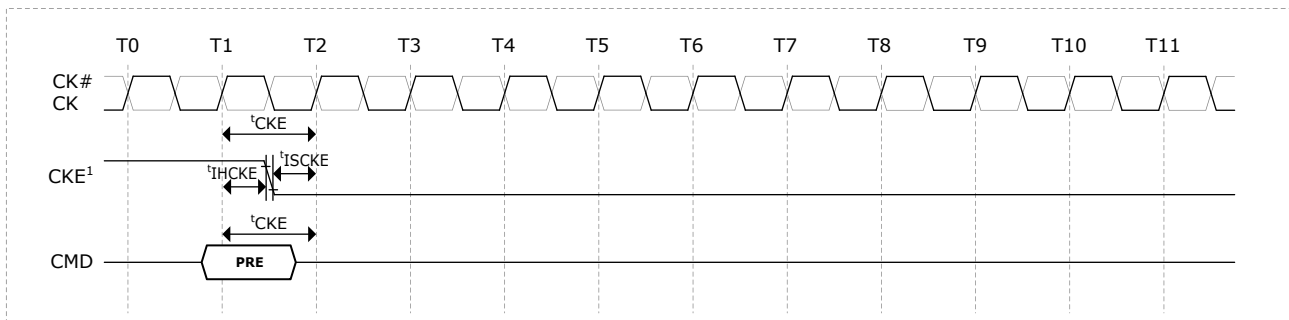 T0 T1 T2 T3 T4 T5 T6 T7 T8 T9 T10 T11
CK#
CK
tCKE
tISCKE
CKE1
tIHCKE
tCKE
CMD
PRE